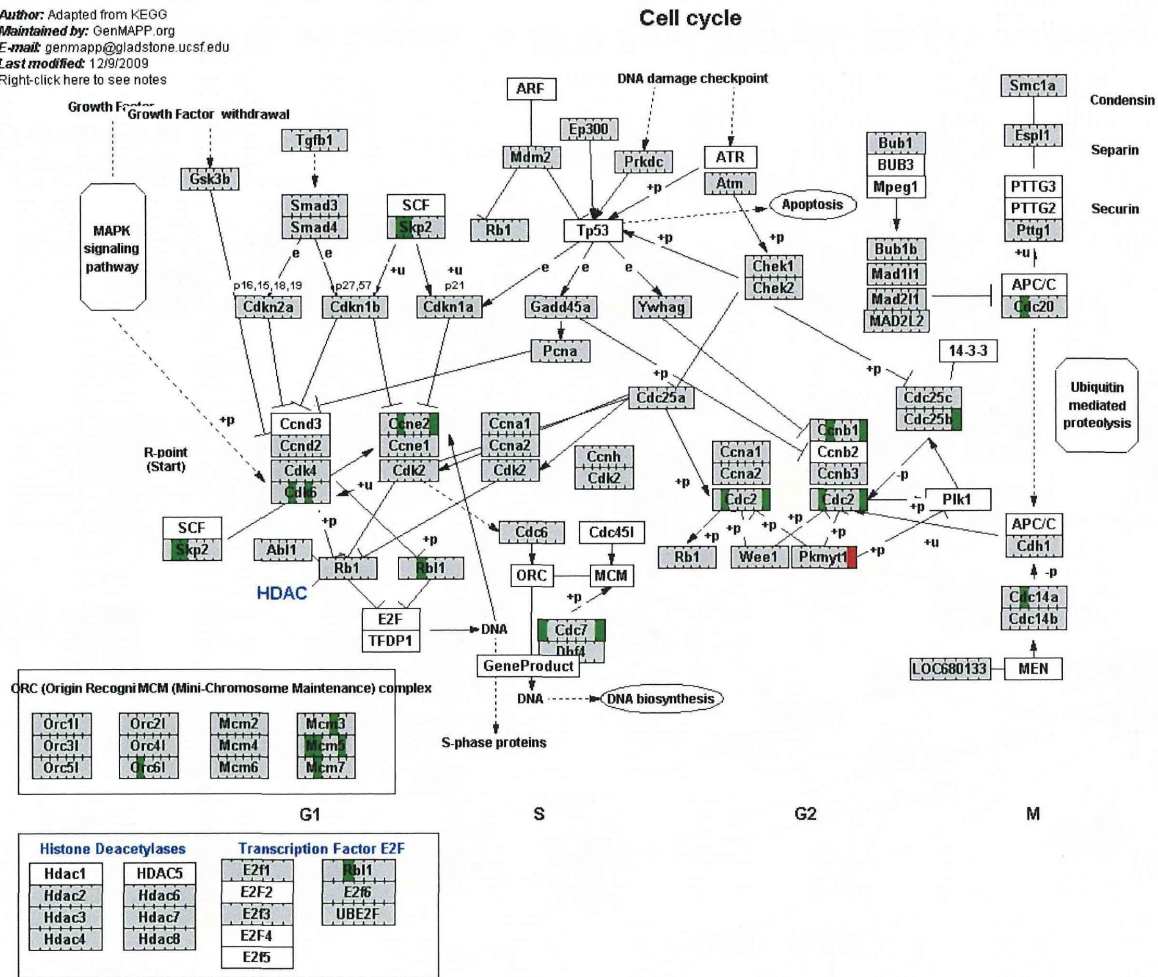 Author: Adapted from KEGG
Maintained by: GenMAPP.org
E-mail: genmapp@gladstone.ucsf.edu
Last modified: 12/9/2009
Right-click here to see notes
Cell cycle
Growth Factor
Growth Factor withdrawal
ARF
DNA damage checkpoint
Smc1a
Condensin
Tgfb1
Ep300
Espl1
Separin
Gsk3b
Mdm2
Prkdc
ATR
Atm
Bub1
BUB3
Mpeg1
PTTG3
PTTG2
Pttg1
Securin
MAPK
signaling
pathway
Smad3
Smad4
SCF
Skp2
Rb1
Tp53
+p
Apoptosis
+p
+p
Chek1
Chek2
Bub1b
Mad1l1
Mad2l1
MAD2L2
+u
APC/C
Cdc20
e
e
+u
+u
e
e
e
p16,15,18,19
p27,57
p21
Cdkn2a
Cdkn1b
Cdkn1a
Gadd45a
Ywhag
Pcna
14-3-3
+p
+p
Cdc25a
Cdc25c
Cdc25b
Ubiquitin
mediated
proteolysis
+p
R-point
(Start)
Ccnd3
Ccnd2
Cdk4
Cdk6
Ccne2
Ccne1
Cdk2
Ccna1
Ccna2
Cdk2
Ccnh
Cdk2
Ccna1
Ccna2
Cdc2
Ccnb1
Ccnb2
Ccnb3
Cdc2
+p
-p
-p
Plk1
+u
SCF
Skp2
+p
+p
Abl1
Rb1
Rbl1
HDAC
Cdc6
Cdc45l
ORC
MCM
+p
+p
+p
+p
+p
Rb1
Wee1
Pkmyt1
+p
+u
APC/C
Cdh1
-p
E2F
TFDP1
DNA
Cdc7
Dbf4
GeneProduct
Cdc14a
Cdc14b
LOC680133
MEN
DNA
DNA biosynthesis
S-phase proteins
ORC (Origin Recogni
MCM (Mini-Chromosome Maintenance) complex
Orc1l
Orc2l
Mcm2
Mcm3
Orc3l
Orc4l
Mcm4
Mcm5
Orc5l
Orc6l
Mcm6
Mcm7
G1
S
G2
M
Histone Deacetylases
Transcription Factor E2F
Hdac1
HDAC5
E2f1
Rbl1
Hdac2
Hdac6
E2F2
E2f6
Hdac3
Hdac7
E2f3
UBE2F
Hdac4
Hdac8
E2F4
E2f5